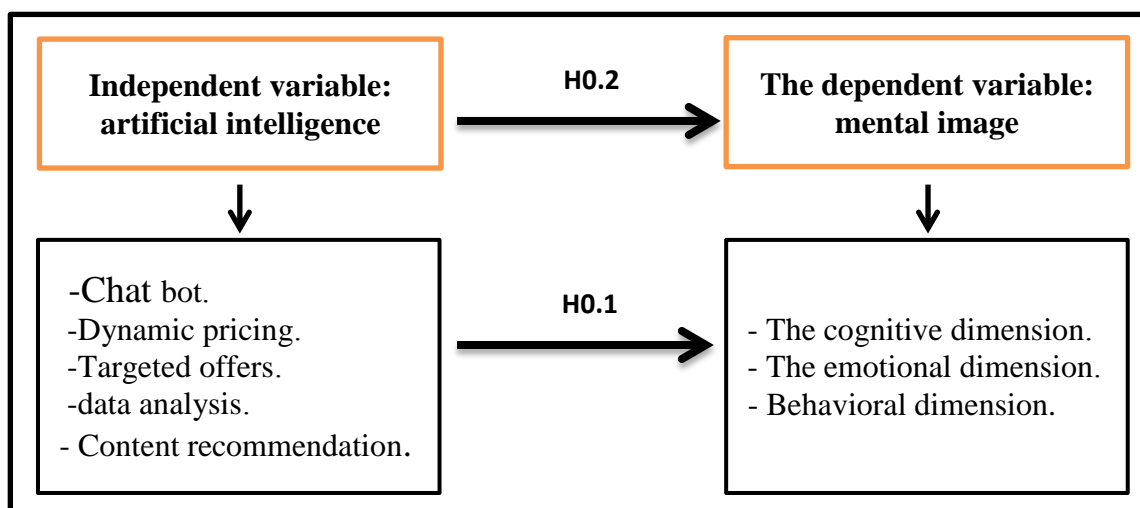 Independent variable:
artificial intelligence
H0.2
The dependent variable:
mental image
-Chat bot.
-Dynamic pricing.
-Targeted offers.
-data analysis.
- Content recommendation.
H0.1
- The cognitive dimension.
- The emotional dimension.
- Behavioral dimension.